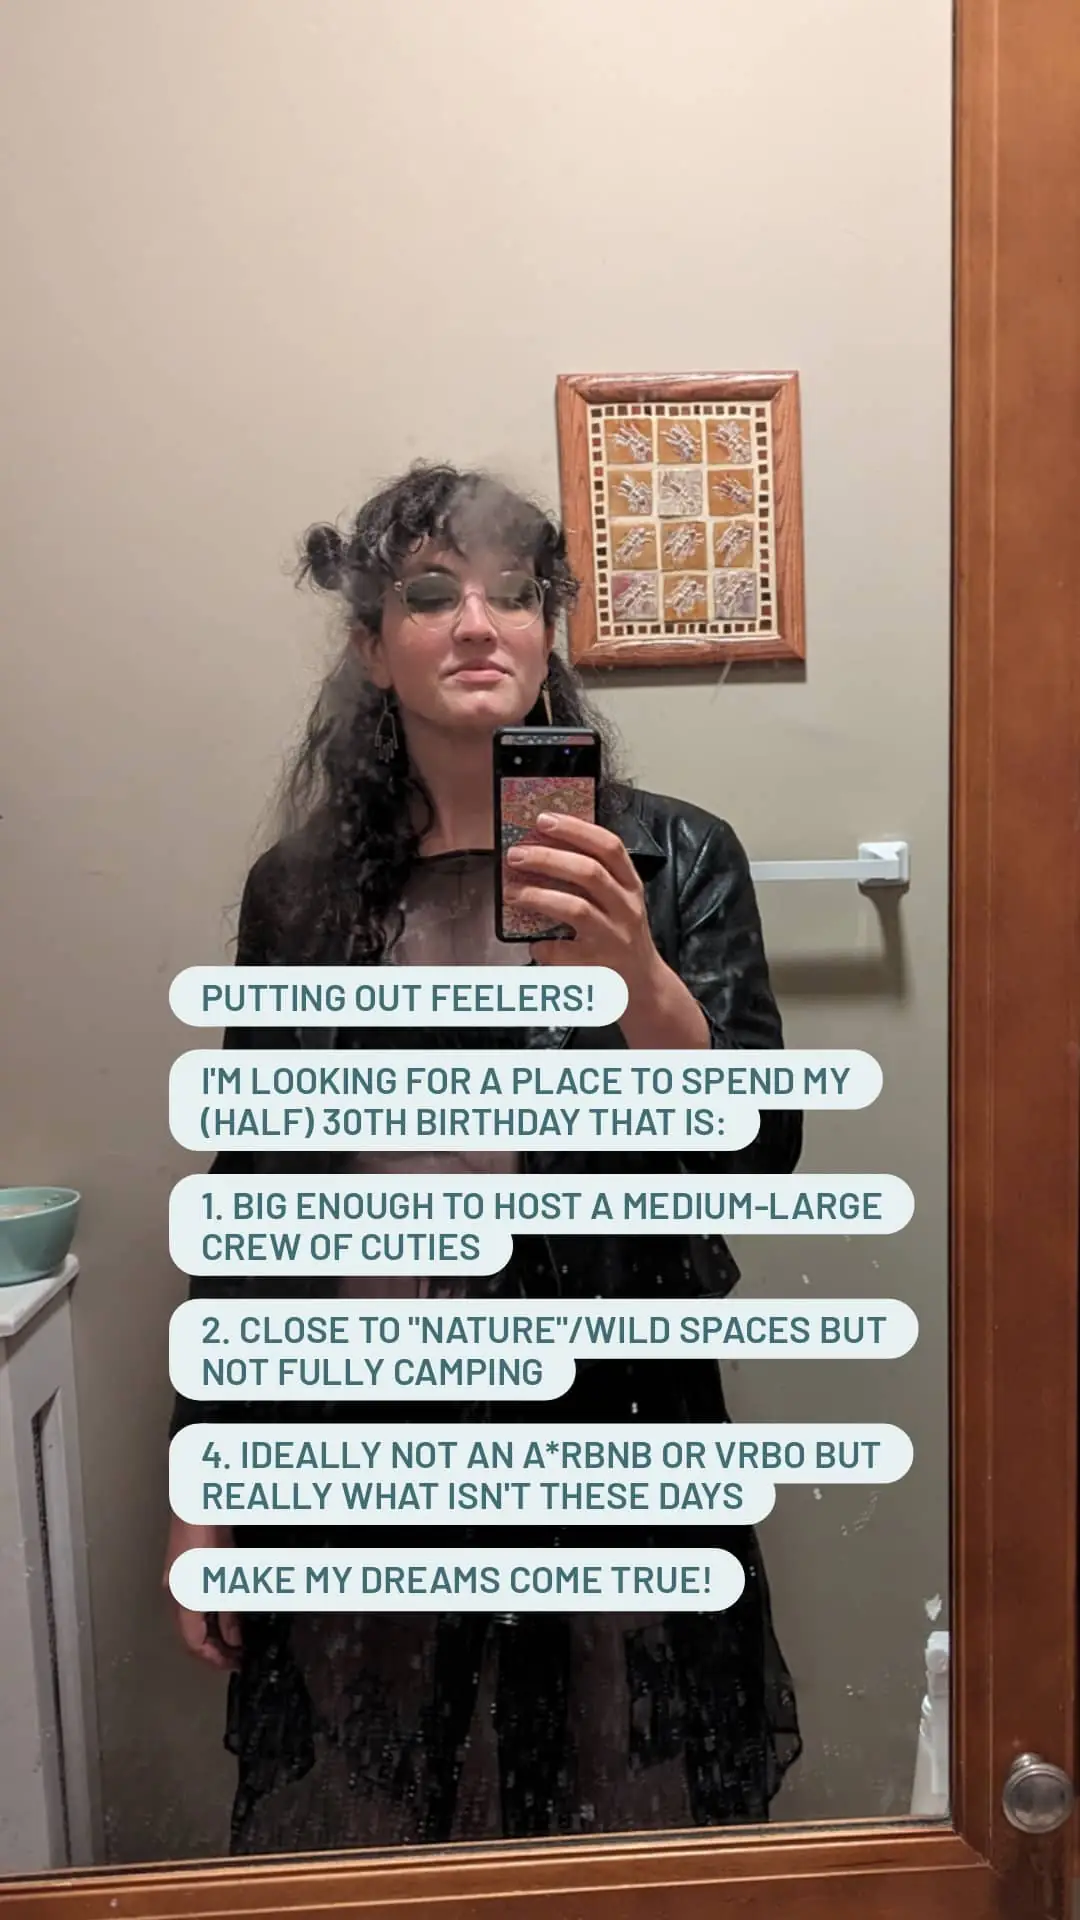 PUTTING OUT FEELERS!
I'M LOOKING FOR A PLACE TO SPEND MY
(HALF) 30TH BIRTHDAY THAT IS:
1. BIG ENOUGH TO HOST A MEDIUM-LARGE
CREW OF CUTIES
2. CLOSE TO "NATURE"/WILD SPACES BUT
NOT FULLY CAMPING
4. IDEALLY NOT AN A*RBNB OR VRBO BUT
REALLY WHAT ISN'T THESE DAYS
MAKE MY DREAMS COME TRUE!